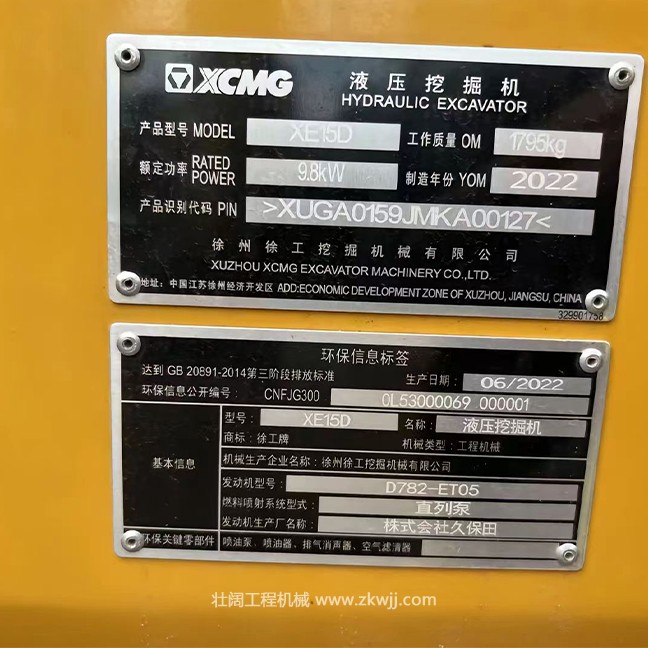 XCMG 液压挖掘机
HYDRAULIC EXCAVATOR
产品型号 MODEL XE15D 工作质量 OM 1795kg
额定功率 RATED POWER 9.8kW 制造年份 YOM 2022
产品识别代码 PIN >XUGA0159JMKA00127<
徐州徐工挖掘机械有限公司
XUZHOU XCMG EXCAVATOR MACHINERY CO.,LTD.
地址: 中国江苏徐州经济开发区 ADD:ECONOMIC DEVELOPMENT ZONE OF XUZHOU, JIANGSU, CHINA
329901758
环保信息标签
达到 GB 20891-2014第三阶段排放标准 生产日期: 06/2022
环保信息公开编号: CNFJG300 0L53000069 000001
基本信息 型号: XE15D 名称: 液压挖掘机
商标: 徐工牌 机械类型: 工程机械
机械生产企业名称: 徐州徐工挖掘机械有限公司
发动机型号: D782-ET05
燃料喷射系统型式: 直列泵
发动机生产厂名称: 株式会社久保田
环保关键零部件 喷油泵、喷油器、排气消声器、空气滤清器
壮阔工程机械 www.zkwjj.com